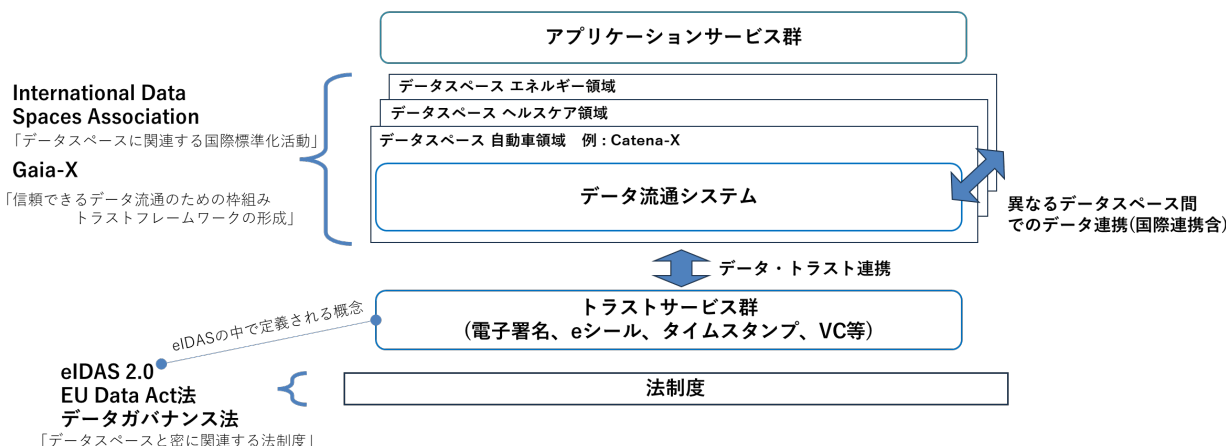 アプリケーションサービス群
データスペース エネルギー領域
データスペース ヘルスケア領域
データスペース 自動車領域　例 : Catena-X
データ流通システム
International Data
Spaces Association
「データスペースに関連する国際標準化活動」
Gaia-X
「信頼できるデータ流通のための枠組み
トラストフレームワークの形成」
異なるデータスペース間
でのデータ連携(国際連携含)
データ・トラスト連携
トラストサービス群
(電子署名、eシール、タイムスタンプ、VC等)
eIDASの中で定義される概念
eIDAS 2.0
EU Data Act法
データガバナンス法
「データスペースと密に関連する法制度」
法制度